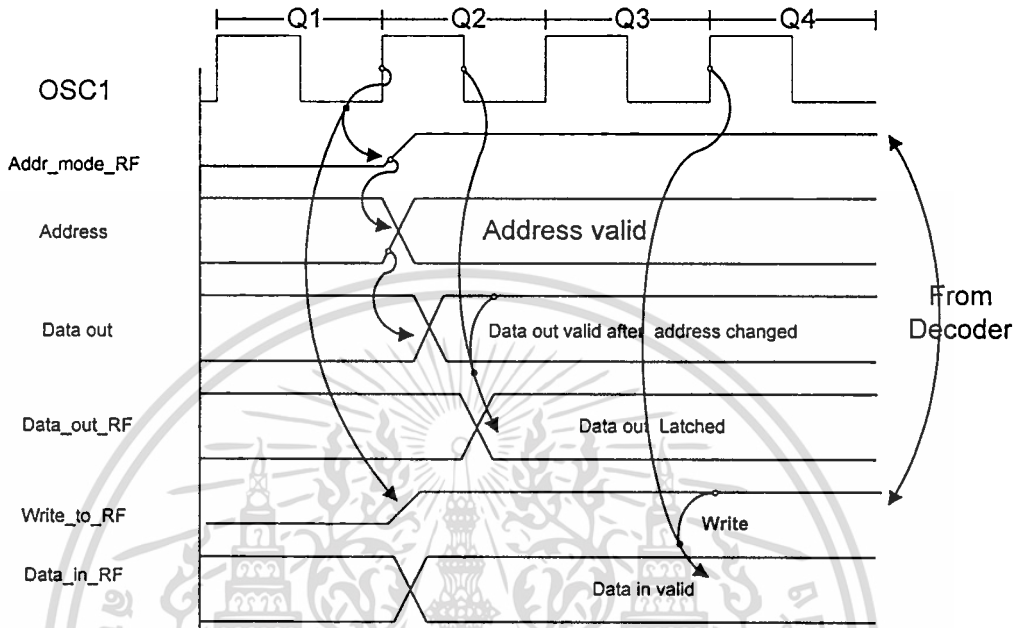 Q1 Q2 Q3 Q4
OSC1
Addr_mode_RF
Address
Address valid
From
Decoder
Data out
Data out valid after address changed
Data_out_RF
Data out Latched
Write_to_RF
Write
Data_in_RF
Data in valid